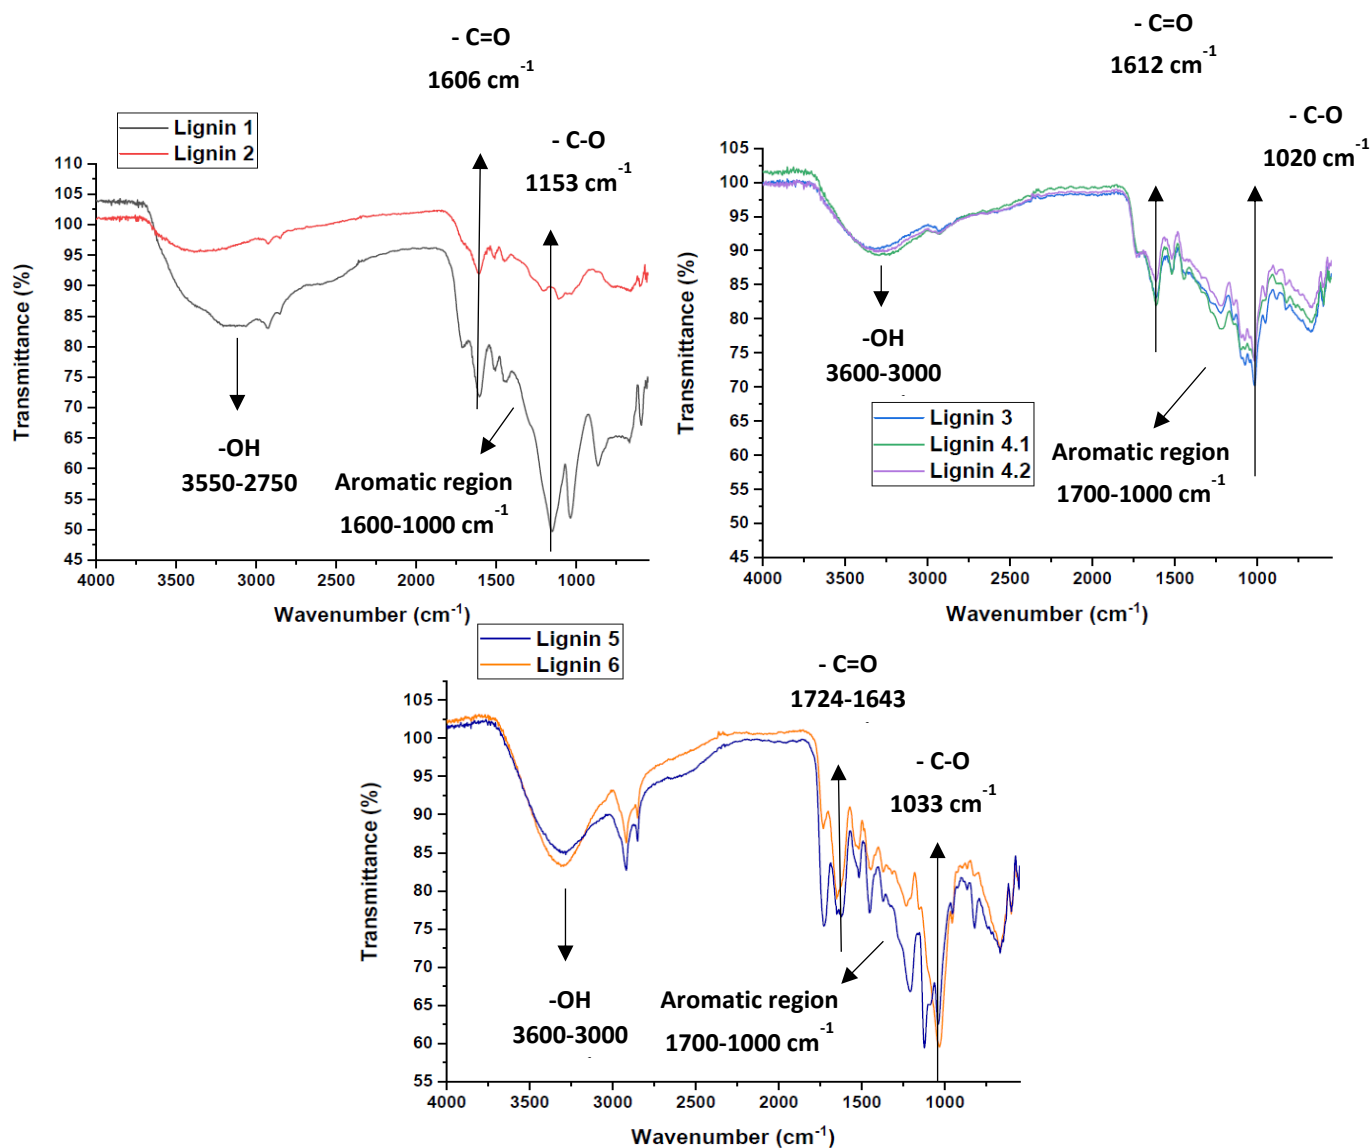 - C=O
1606 cm-1
- C-O
1153 cm-1
Lignin 1
Lignin 2
110
105
100
95
90
85
80
75
70
65
60
55
50
45
Transmittance (%)
-OH
3550-2750
Aromatic region
1600-1000 cm-1
4000 3500 3000 2500 2000 1500 1000
Wavenumber (cm-1)
- C=O
1612 cm-1
- C-O
1020 cm-1
105
100
95
90
85
80
75
70
65
60
55
50
45
Transmittance (%)
-OH
3600-3000
Lignin 3
Lignin 4.1
Lignin 4.2
Aromatic region
1700-1000 cm-1
4000 3500 3000 2500 2000 1500 1000
Wavenumber (cm-1)
Lignin 5
Lignin 6
- C=O
1724-1643
- C-O
1033 cm-1
105
100
95
90
85
80
75
70
65
60
55
Transmittance (%)
-OH
3600-3000
Aromatic region
1700-1000 cm-1
4000 3500 3000 2500 2000 1500 1000
Wavenumber (cm-1)